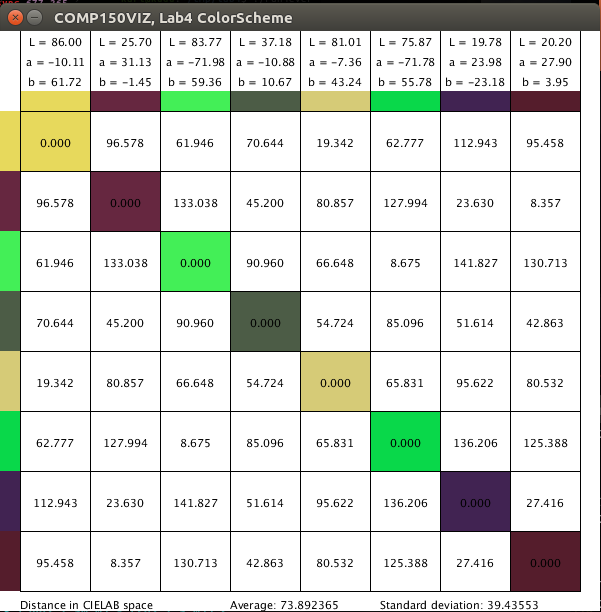 COMP150VIZ, Lab4 ColorScheme
L = 86.00 L = 25.70 L = 83.77 L = 37.18 L = 81.01 L = 75.87 L = 19.78 L = 20.20
a = -10.11 a = 31.13 a = -71.98 a = -10.88 a = -7.36 a = -71.78 a = 23.98 a = 27.90
b = 61.72 b = -1.45 b = 59.36 b = 10.67 b = 43.24 b = 55.78 b = -23.18 b = 3.95
0.000 96.578 61.946 70.644 19.342 62.777 112.943 95.458
96.578 0.000 133.038 45.200 80.857 127.994 23.630 8.357
61.946 133.038 0.000 90.960 66.648 8.675 141.827 130.713
70.644 45.200 90.960 0.000 54.724 85.096 51.614 42.863
19.342 80.857 66.648 54.724 0.000 65.831 95.622 80.532
62.777 127.994 8.675 85.096 65.831 0.000 136.206 125.388
112.943 23.630 141.827 51.614 95.622 136.206 0.000 27.416
95.458 8.357 130.713 42.863 80.532 125.388 27.416 0.000
Distance in CIELAB space Average: 73.892365 Standard deviation: 39.43553